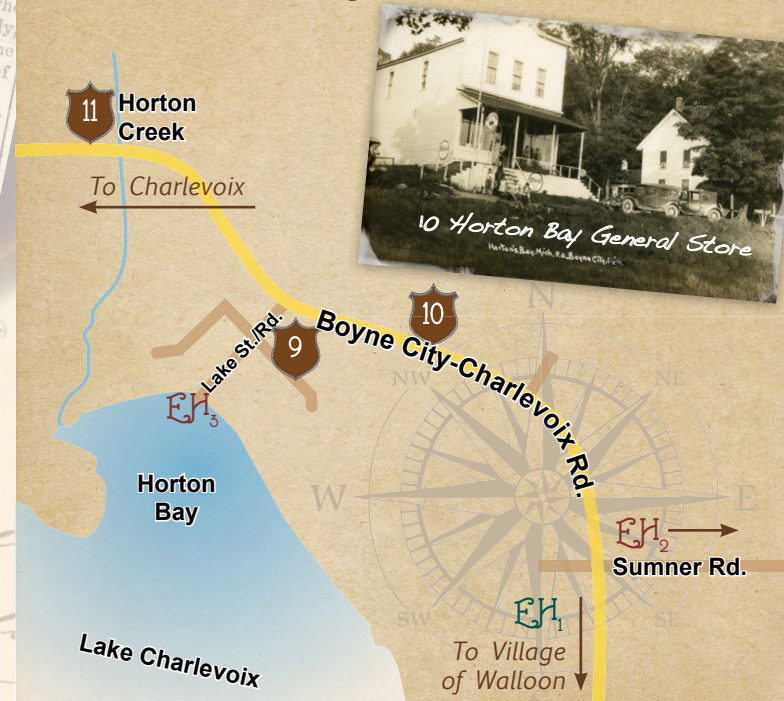 11
Horton
Creek
To Charlevoix
10 Horton Bay General Store
Horton's Bay, Mich. P.O. Boyne City,
N
10
Boyne City-Charlevoix Rd.
9
Lake St./Rd.
NW
NE
EH3
Horton
Bay
W
E
EH2
Sumner Rd.
EH1
SW
SE
To Village
of Walloon
Lake Charlevoix